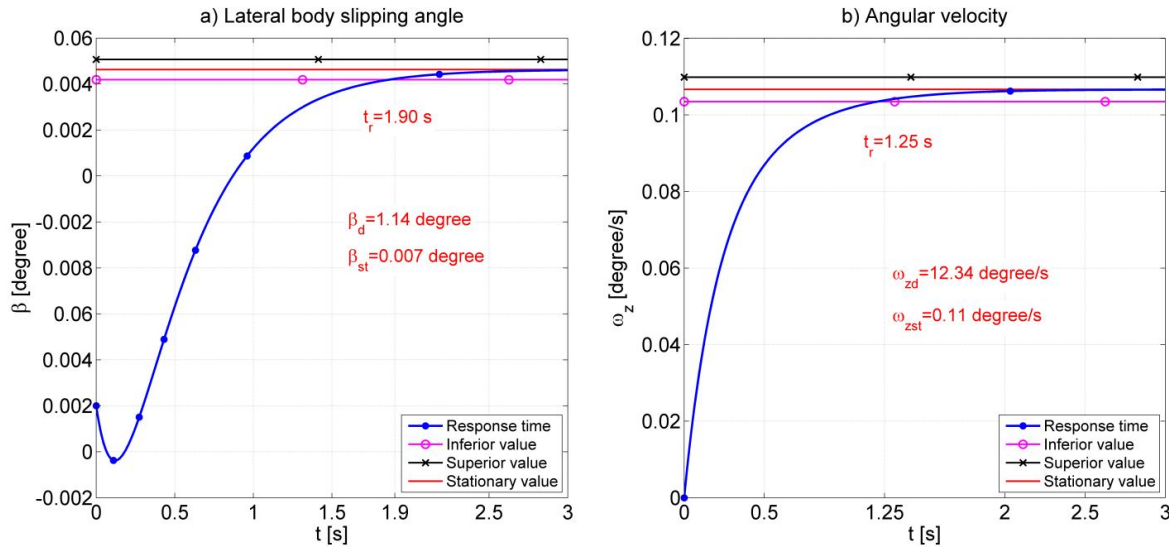 a) Lateral body slipping angle
0.06
0.004
0.002
0
-0.002
0.008
0.06
0.004
0.002
0
-0.002
β [degree]
t_r=1.90 s
β_d=1.14 degree
β_st=0.007 degree
Response time
Inferior value
Superior value
Stationary value
0 0.5 1 1.9 2.5 3
t [s]
b) Angular velocity
0.12
0.1
0.08
0.06
0.04
0.02
0
ω_z [degree/s]
t_r=1.25 s
ω_zd=12.34 degree/s
ω_zst=0.11 degree/s
Response time
Inferior value
Superior value
Stationary value
0 0.5 1.25 2 2.5 3
t [s]